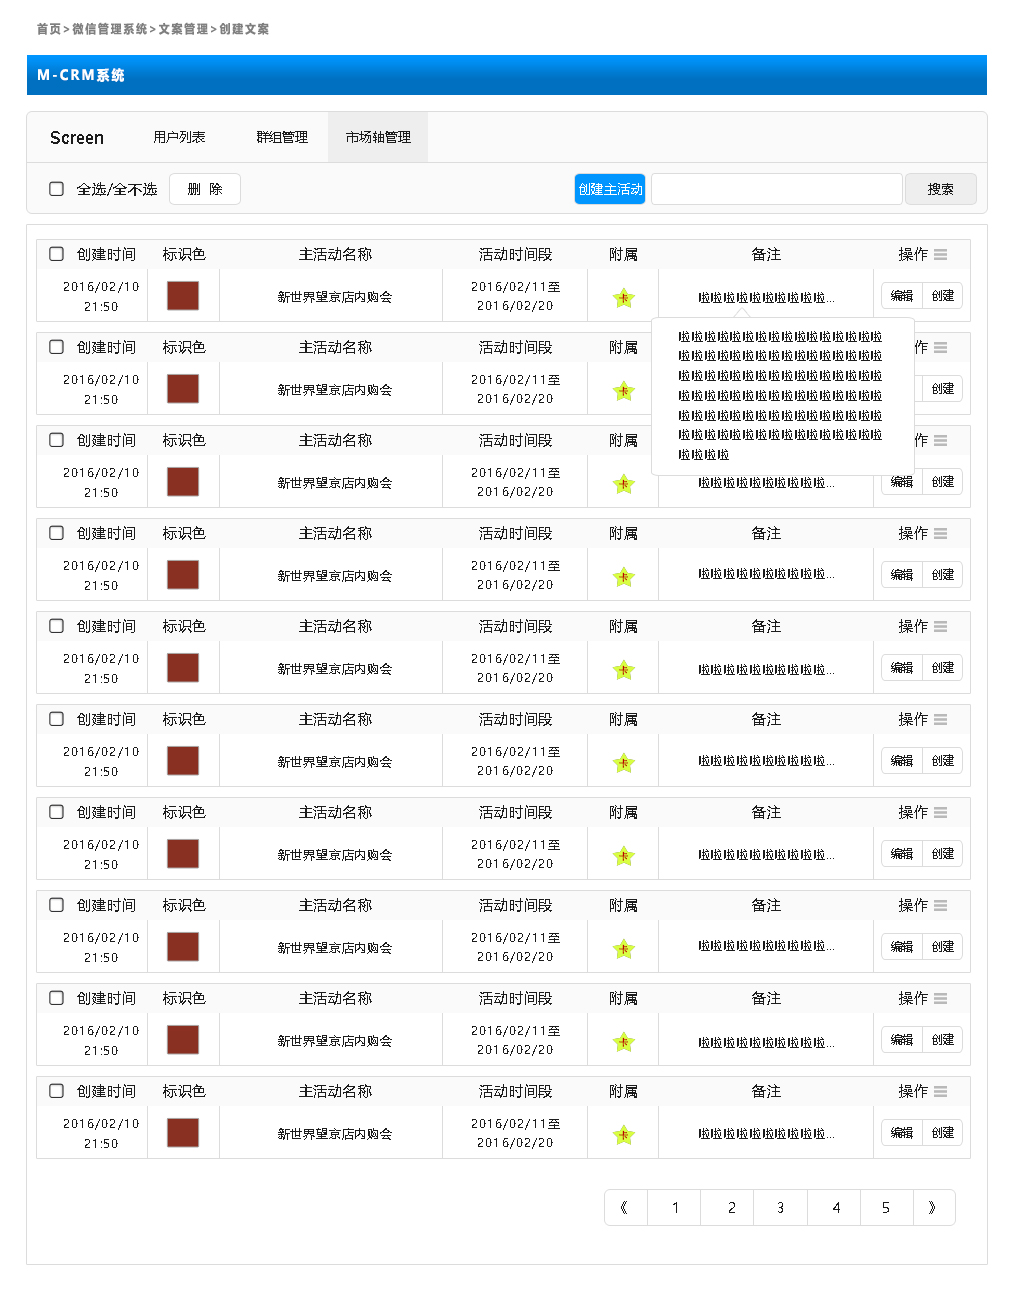 首页>微信管理系统>文案管理>创建文案
M-CRM系统
Screen 用户列表 群组管理 市场轴管理
全选/全不选 删 除 创建主活动 搜索
创建时间 标识色 主活动名称 活动时间段 附属 备注 操作
2016/02/10 21:50 新世界望京店内购会 2016/02/11至 2016/02/20 卡 啦啦啦啦啦啦啦啦啦啦... 编辑 创建
啦啦啦啦啦啦啦啦啦啦啦啦啦啦啦啦
啦啦啦啦啦啦啦啦啦啦啦啦啦啦啦啦
啦啦啦啦啦啦啦啦啦啦啦啦啦啦啦啦
啦啦啦啦啦啦啦啦啦啦啦啦啦啦啦啦
啦啦啦啦啦啦啦啦啦啦啦啦啦啦啦啦
啦啦啦啦啦啦啦啦啦啦啦啦啦啦啦啦
啦啦啦啦
创建时间 标识色 主活动名称 活动时间段 附属 作
2016/02/10 21:50 新世界望京店内购会 2016/02/11至 2016/02/20 卡 创建
创建时间 标识色 主活动名称 活动时间段 附属 作
2016/02/10 21:50 新世界望京店内购会 2016/02/11至 2016/02/20 卡 啦啦啦啦啦啦啦啦啦啦... 编辑 创建
创建时间 标识色 主活动名称 活动时间段 附属 备注 操作
2016/02/10 21:50 新世界望京店内购会 2016/02/11至 2016/02/20 卡 啦啦啦啦啦啦啦啦啦啦... 编辑 创建
创建时间 标识色 主活动名称 活动时间段 附属 备注 操作
2016/02/10 21:50 新世界望京店内购会 2016/02/11至 2016/02/20 卡 啦啦啦啦啦啦啦啦啦啦... 编辑 创建
创建时间 标识色 主活动名称 活动时间段 附属 备注 操作
2016/02/10 21:50 新世界望京店内购会 2016/02/11至 2016/02/20 卡 啦啦啦啦啦啦啦啦啦啦... 编辑 创建
创建时间 标识色 主活动名称 活动时间段 附属 备注 操作
2016/02/10 21:50 新世界望京店内购会 2016/02/11至 2016/02/20 卡 啦啦啦啦啦啦啦啦啦啦... 编辑 创建
创建时间 标识色 主活动名称 活动时间段 附属 备注 操作
2016/02/10 21:50 新世界望京店内购会 2016/02/11至 2016/02/20 卡 啦啦啦啦啦啦啦啦啦啦... 编辑 创建
创建时间 标识色 主活动名称 活动时间段 附属 备注 操作
2016/02/10 21:50 新世界望京店内购会 2016/02/11至 2016/02/20 卡 啦啦啦啦啦啦啦啦啦啦... 编辑 创建
创建时间 标识色 主活动名称 活动时间段 附属 备注 操作
2016/02/10 21:50 新世界望京店内购会 2016/02/11至 2016/02/20 卡 啦啦啦啦啦啦啦啦啦啦... 编辑 创建
《 1 2 3 4 5 》